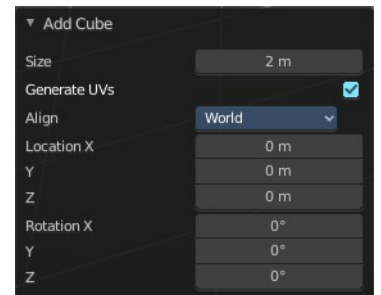 Add Cube
Size 2 m
Generate UVs
Align World
Location X 0 m
Y 0 m
Z 0 m
Rotation X 0°
Y 0°
Z 0°